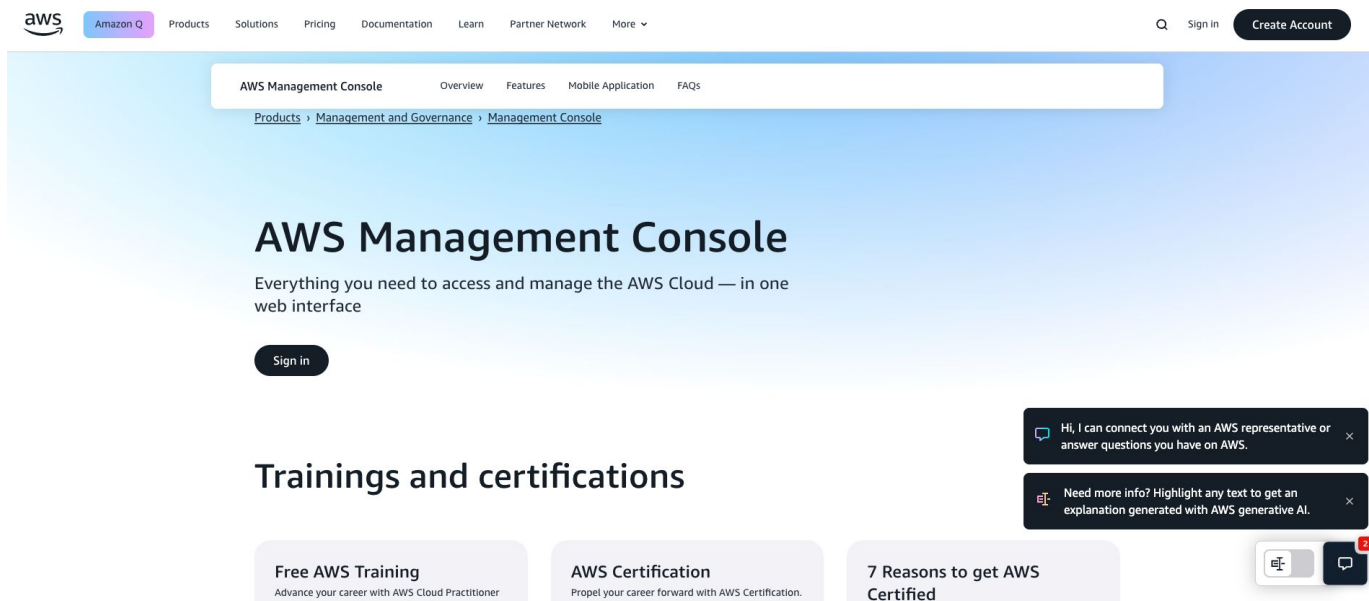 aws Amazon Q Products Solutions Pricing Documentation Learn Partner Network More Sign in Create Account
AWS Management Console Overview Features Mobile Application FAQs
Products › Management and Governance › Management Console
AWS Management Console
Everything you need to access and manage the AWS Cloud — in one
web interface
Sign in
Hi, I can connect you with an AWS representative or
answer questions you have on AWS.
Need more info? Highlight any text to get an
explanation generated with AWS generative AI.
2
Trainings and certifications
Free AWS Training
Advance your career with AWS Cloud Practitioner
AWS Certification
Propel your career forward with AWS Certification.
7 Reasons to get AWS
Certified